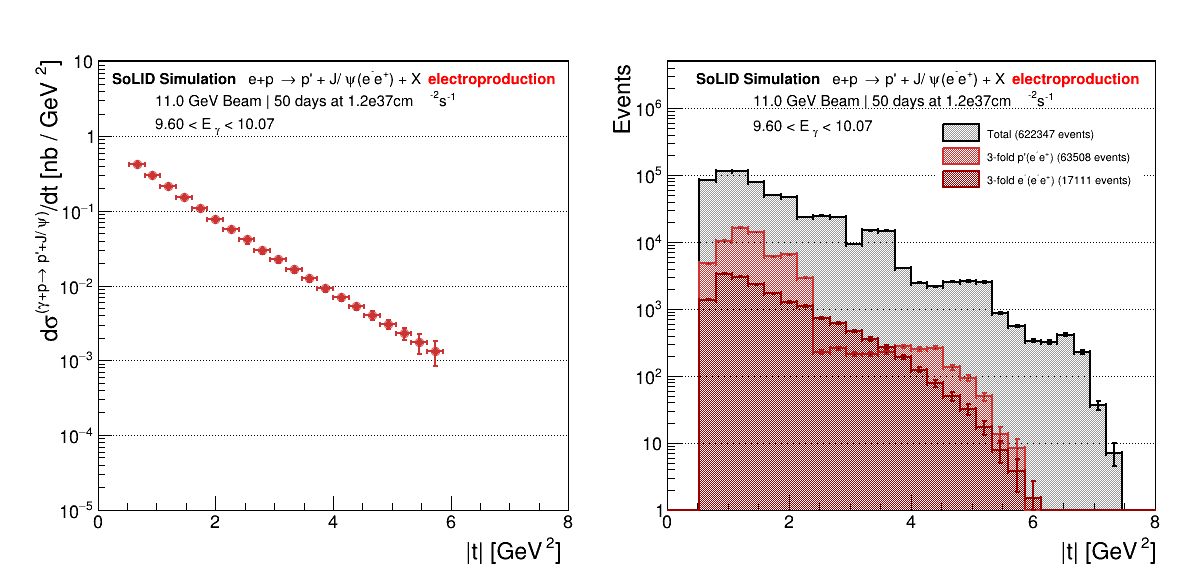 dσ(γ+p→ p'+J/ψ)/dt [nb / GeV²]
10
1
10⁻¹
10⁻²
10⁻³
10⁻⁴
10⁻⁵
SoLID Simulation e+p → p' + J/ ψ(e⁻e⁺) + X electroproduction
11.0 GeV Beam | 50 days at 1.2e37cm ⁻²s⁻¹
9.60 < E γ < 10.07
0 2 4 6 8
|t| [GeV²]
Events
10⁶
10⁵
10⁴
10³
10²
10
1
SoLID Simulation e+p → p' + J/ ψ(e⁻e⁺) + X electroproduction
11.0 GeV Beam | 50 days at 1.2e37cm ⁻²s⁻¹
9.60 < E γ < 10.07
Total (622347 events)
3-fold p'(e⁻e⁺) (63508 events)
3-fold e⁻(e⁻e⁺) (17111 events)
0 2 4 6 8
|t| [GeV²]